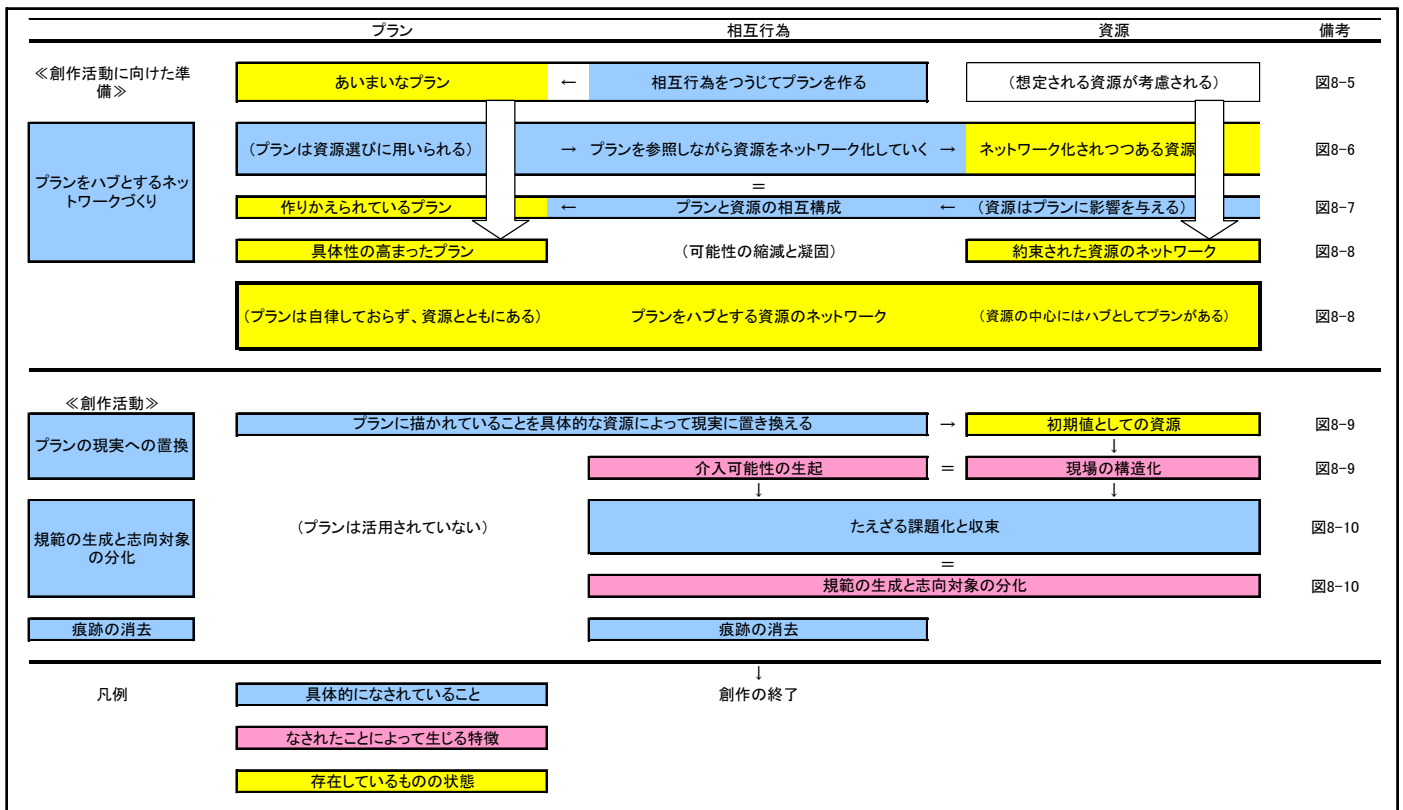 プラン 相互行為 資源 備考
≪創作活動に向けた準
備≫
あいまいなプラン ← 相互行為をつうじてプランを作る (想定される資源が考慮される) 図8-5
プランをハブとするネッ
トワークづくり
(プランは資源選びに用いられる) → プランを参照しながら資源をネットワーク化していく → ネットワーク化されつつある資源 図8-6
=
作りかえられているプラン ← プランと資源の相互構成 ← (資源はプランに影響を与える) 図8-7
具体性の高まったプラン (可能性の縮減と凝固) 約束された資源のネットワーク 図8-8
(プランは自律しておらず、資源とともにある) プランをハブとする資源のネットワーク (資源の中心にはハブとしてプランがある) 図8-8
≪創作活動≫
プランの現実への置換
プランに描かれていることを具体的な資源によって現実に置き換える → 初期値としての資源 図8-9
↓
介入可能性の生起 = 現場の構造化 図8-9
↓ ↓
規範の生成と志向対象
の分化
(プランは活用されていない) たえざる課題化と収束 図8-10
=
規範の生成と志向対象の分化 図8-10
痕跡の消去 痕跡の消去
↓
凡例 具体的になされていること 創作の終了
なされたことによって生じる特徴
存在しているものの状態